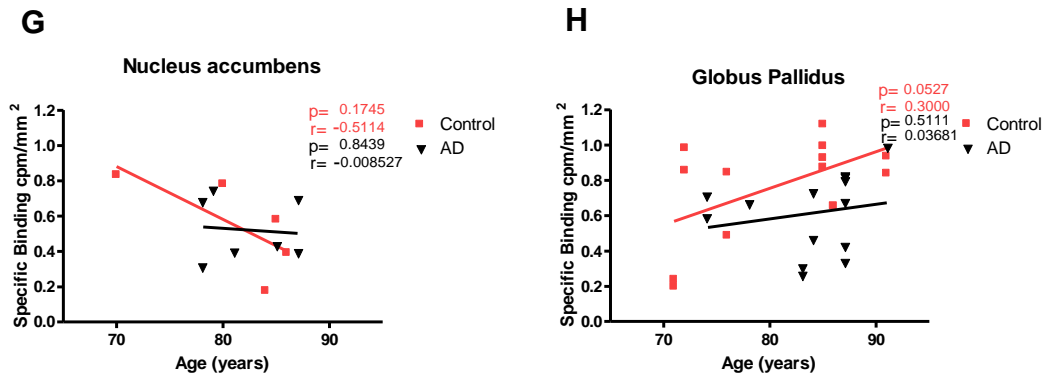 G
Nucleus accumbens
p= 0.1745
r= -0.5114
p= 0.8439
r= -0.008527
Control
AD
Specific Binding cpm/mm 2
1.2
1.0
0.8
0.6
0.4
0.2
0.0
70 80 90
Age (years)
H
Globus Pallidus
p= 0.0527
r= 0.3000
p= 0.5111
r= 0.03681
Control
AD
Specific Binding cpm/mm 2
1.2
1.0
0.8
0.6
0.4
0.2
0.0
70 80 90
Age (years)